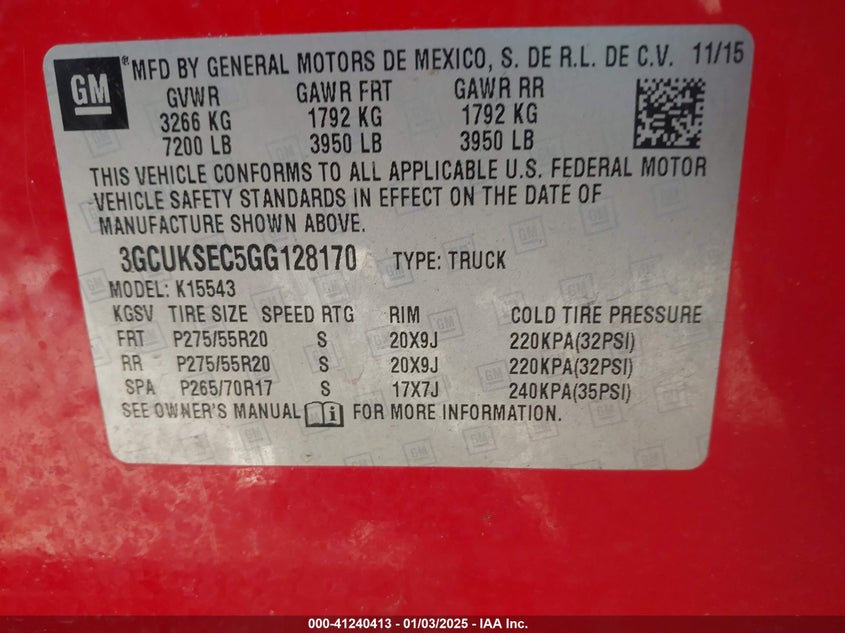 GM ® MFD BY GENERAL MOTORS DE MEXICO, S. DE R.L. DE C.V. 11/15
GVWR GAWR FRT GAWR RR
3266 KG 1792 KG 1792 KG
7200 LB 3950 LB 3950 LB
THIS VEHICLE CONFORMS TO ALL APPLICABLE U.S. FEDERAL MOTOR
VEHICLE SAFETY STANDARDS IN EFFECT ON THE DATE OF
MANUFACTURE SHOWN ABOVE.
3GCUKSEC5GG128170 TYPE: TRUCK
MODEL: K15543
KGSV TIRE SIZE SPEED RTG RIM COLD TIRE PRESSURE
FRT P275/55R20 S 20X9J 220KPA(32PSI)
RR P275/55R20 S 20X9J 220KPA(32PSI)
SPA P265/70R17 S 17X7J 240KPA(35PSI)
SEE OWNER'S MANUAL FOR MORE INFORMATION.
000-41240413 - 01/03/2025 - IAA Inc.